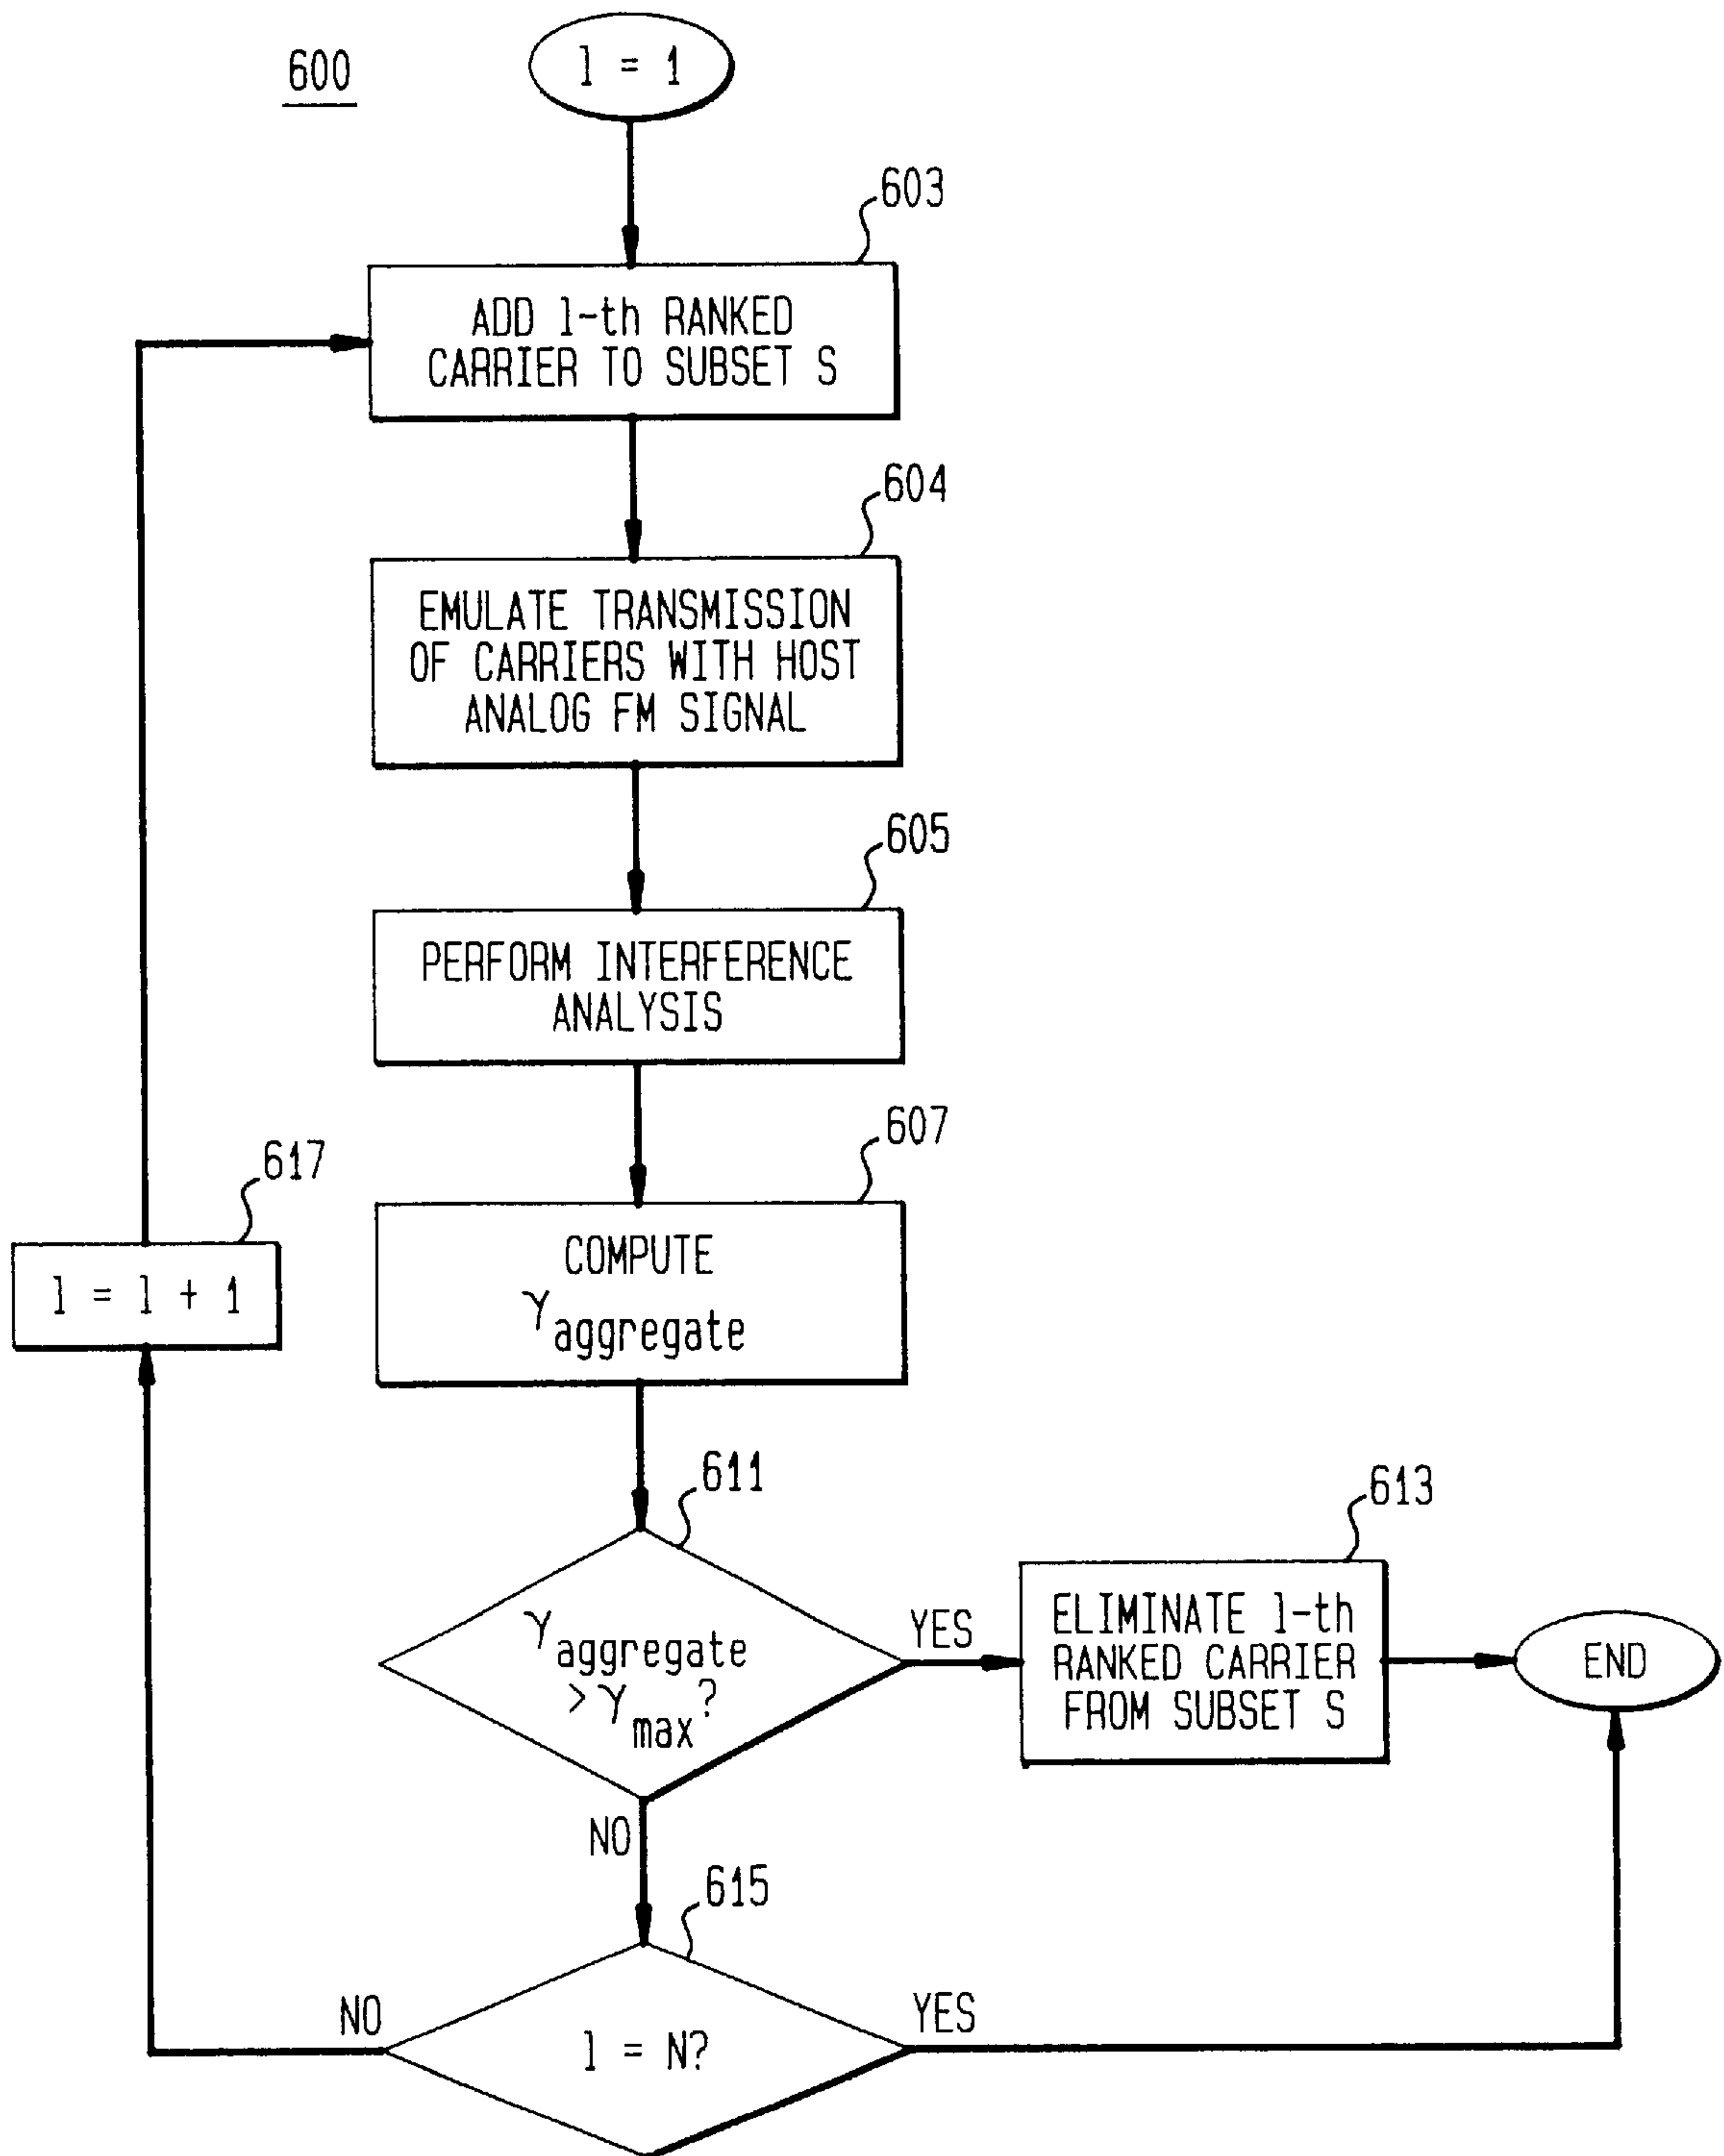 600
l = 1
603
ADD l-th RANKED
CARRIER TO SUBSET S
604
EMULATE TRANSMISSION
OF CARRIERS WITH HOST
ANALOG FM SIGNAL
605
PERFORM INTERFERENCE
ANALYSIS
607
COMPUTE
γaggregate
617
l = l + 1
611
γaggregate
>γmax?
YES
NO
613
ELIMINATE l-th
RANKED CARRIER
FROM SUBSET S
END
615
l = N?
NO
YES